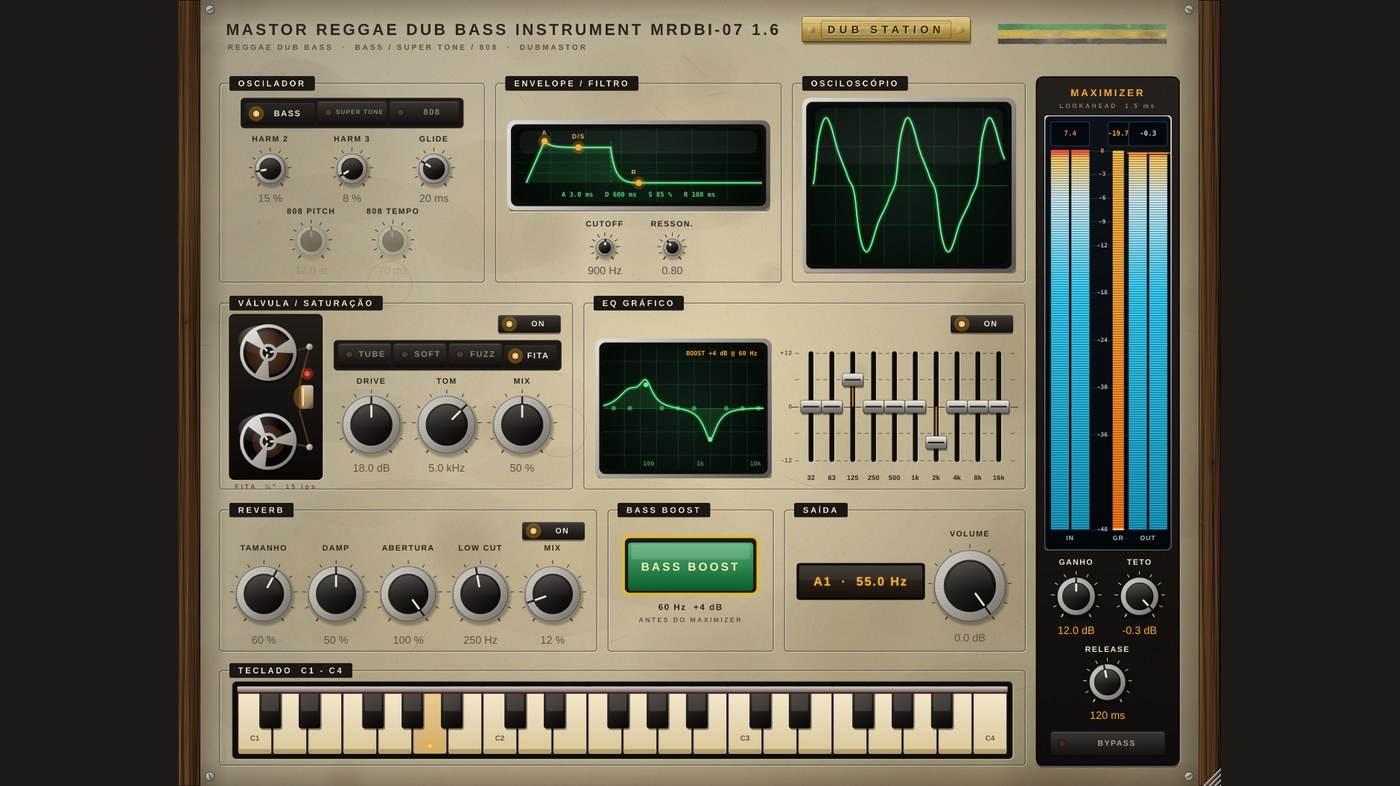 MASTOR REGGAE DUB BASS INSTRUMENT MRDBI-07 1.6
DUB STATION
REGGAE DUB BASS · BASS / SUPER TONE / 808 · DUBMASTOR
OSCILADOR
BASS SUPER TONE 808
HARM 2 HARM 3 GLIDE
15 % 8 % 20 ms
808 PITCH 808 TEMPO
12.0 st 70 ms
ENVELOPE / FILTRO
A D/S R
A 3.0 ms D 600 ms S 85 % R 180 ms
CUTOFF RESSON.
900 Hz 0.80
OSCILOSCÓPIO
MAXIMIZER
LOOKAHEAD 1.5 ms
7.4 -19.7 -0.3
0
-3
-6
-9
-12
-18
-24
-30
-36
-48
IN GR OUT
GANHO TETO
12.0 dB -0.3 dB
RELEASE
120 ms
BYPASS
VÁLVULA / SATURAÇÃO
ON
TUBE SOFT FUZZ FITA
DRIVE TOM MIX
18.0 dB 5.0 kHz 50 %
FITA ¼" 15 ips
EQ GRÁFICO
ON
BOOST +4 dB @ 60 Hz
100 1k 10k
+12
0
-12
32 63 125 250 500 1k 2k 4k 8k 16k
REVERB
ON
TAMANHO DAMP ABERTURA LOW CUT MIX
60 % 50 % 100 % 250 Hz 12 %
BASS BOOST
BASS BOOST
60 Hz +4 dB
ANTES DO MAXIMIZER
SAÍDA
VOLUME
A1 · 55.0 Hz
0.0 dB
TECLADO C1 - C4
C1 C2 C3 C4